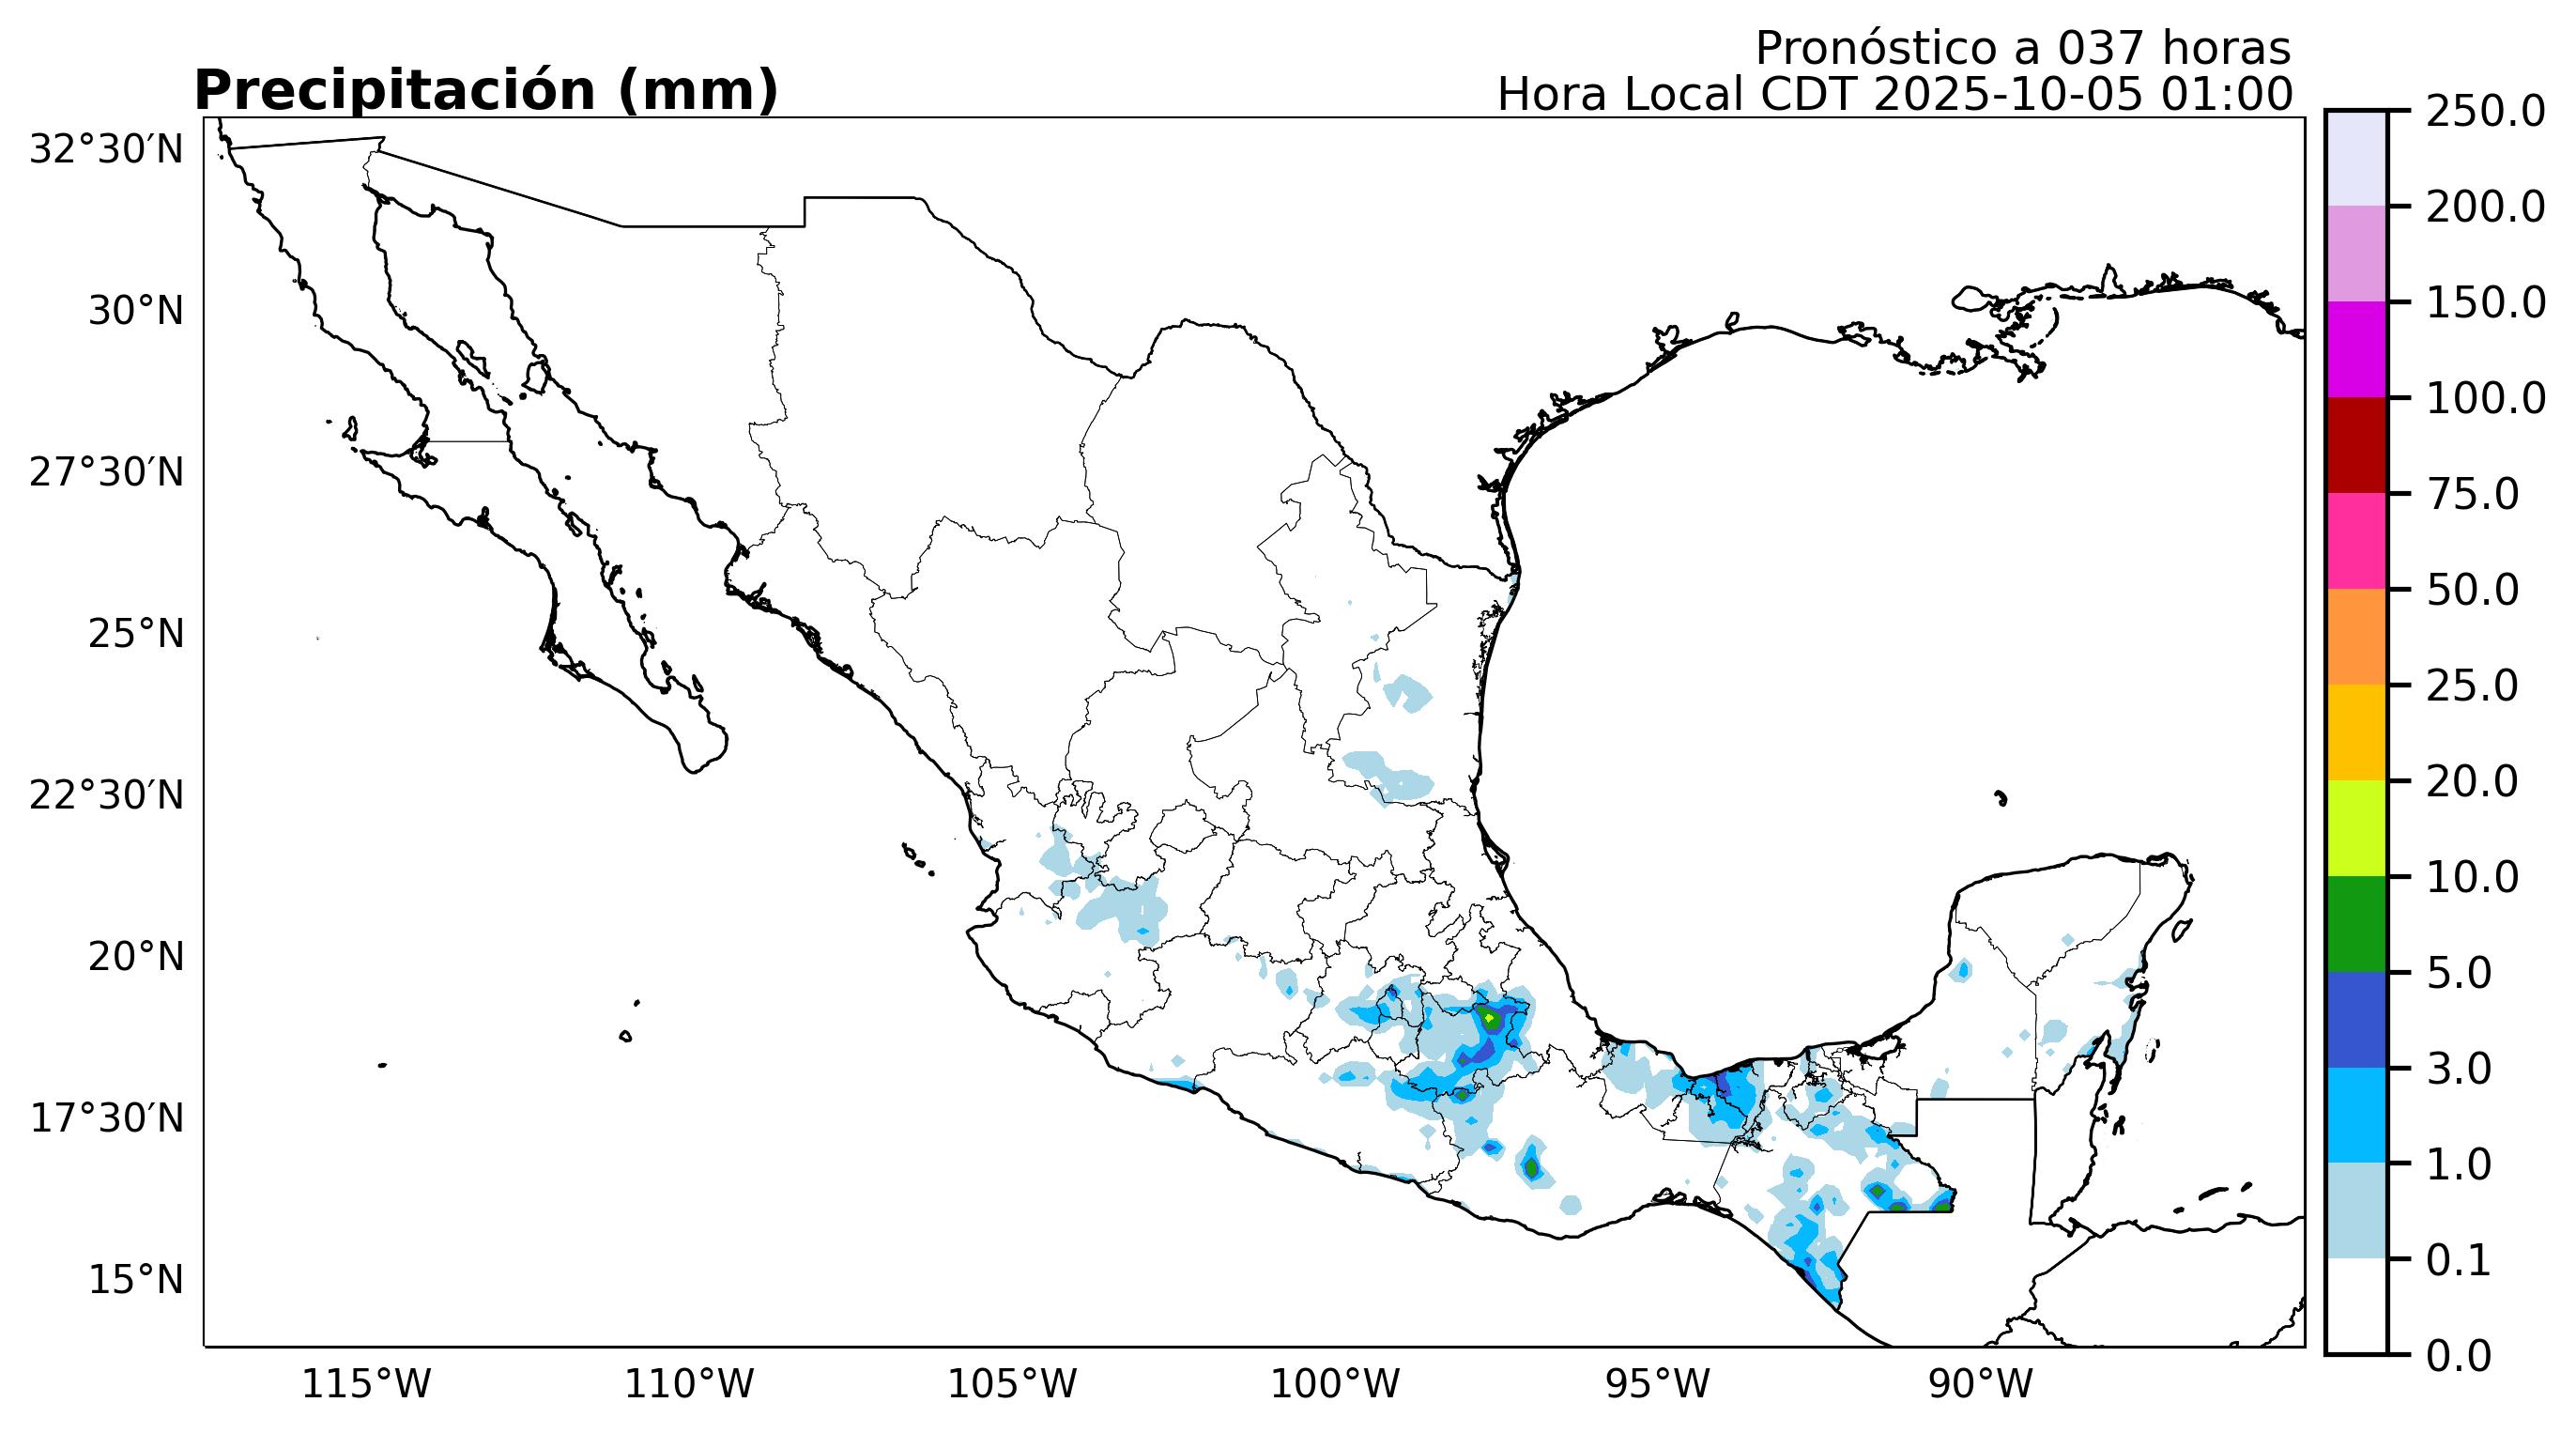 Pronóstico a 037 horas
Precipitación (mm)
Hora Local CDT 2025-10-05 01:00
32°30′N
30°N
27°30′N
25°N
22°30′N
20°N
17°30′N
15°N
115°W
110°W
105°W
100°W
95°W
90°W
250.0
200.0
150.0
100.0
75.0
50.0
25.0
20.0
10.0
5.0
3.0
1.0
0.1
0.0